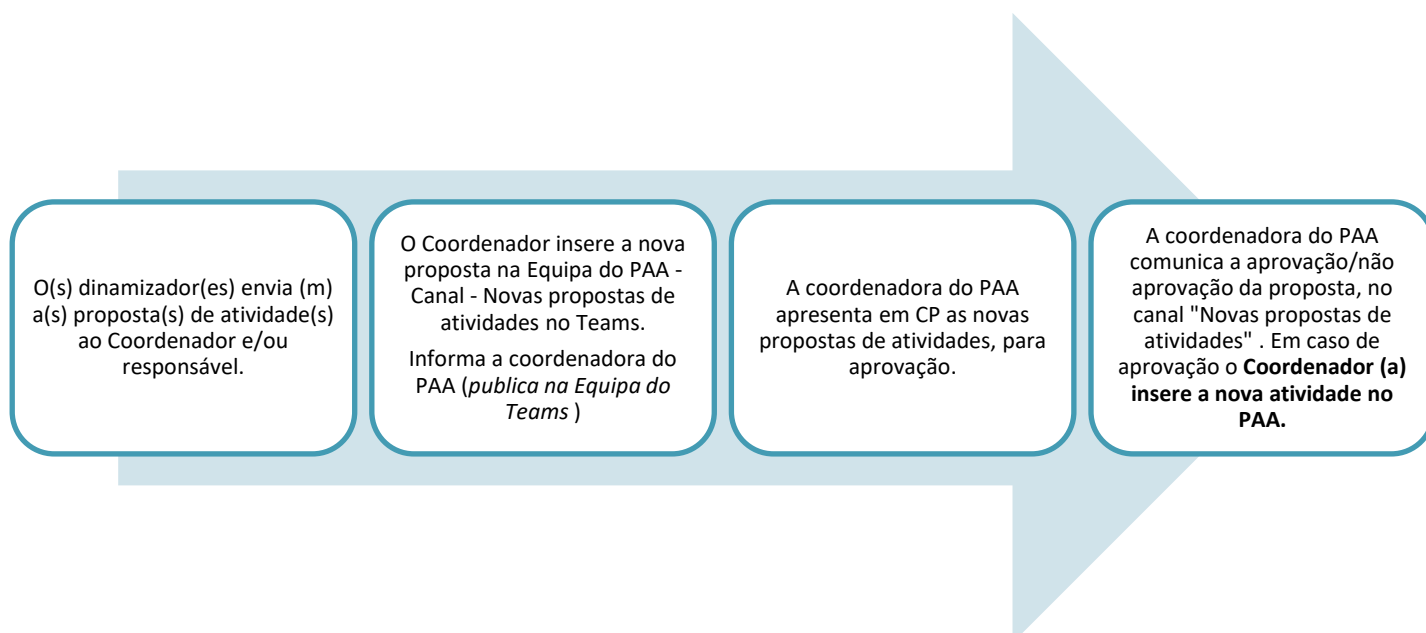 O(s) dinamizador(es) envia (m)
a(s) proposta(s) de atividade(s)
ao Coordenador e/ou
responsável.
O Coordenador insere a nova
proposta na Equipa do PAA -
Canal - Novas propostas de
atividades no Teams.
Informa a coordenadora do
PAA (publica na Equipa do
Teams )
A coordenadora do PAA
apresenta em CP as novas
propostas de atividades, para
aprovação.
A coordenadora do PAA
comunica a aprovação/não
aprovação da proposta, no
canal "Novas propostas de
atividades" . Em caso de
aprovação o Coordenador (a)
insere a nova atividade no
PAA.